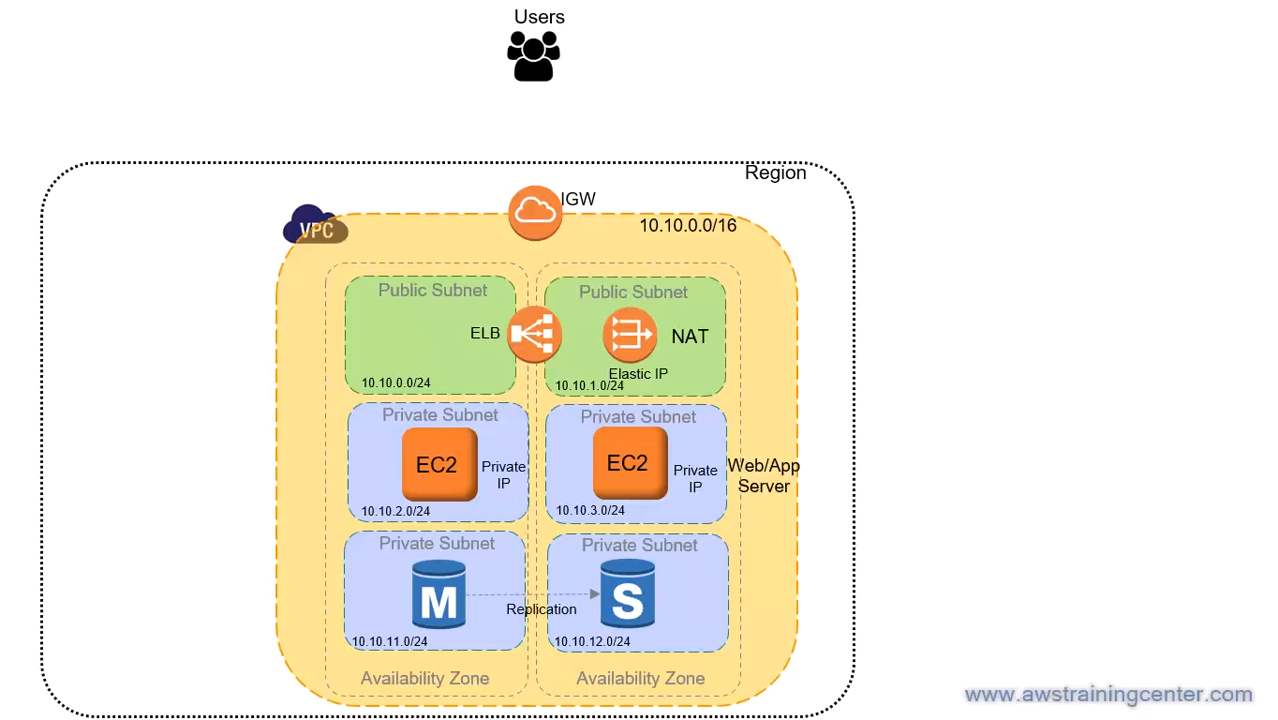 Users
Region
IGW
VPC
10.10.0.0/16
Public Subnet
Public Subnet
ELB
NAT
Elastic IP
10.10.0.0/24
10.10.1.0/24
Private Subnet
Private Subnet
EC2
Private
IP
EC2
Private
IP
Web/App
Server
10.10.2.0/24
10.10.3.0/24
Private Subnet
Private Subnet
M
S
Replication
10.10.11.0/24
10.10.12.0/24
Availability Zone
Availability Zone
www.awstrainingcenter.com